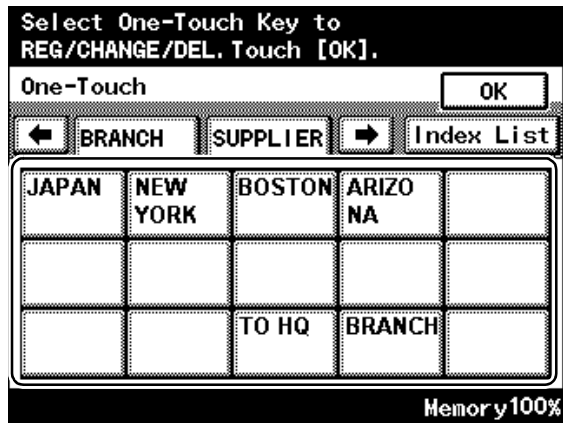 Select One-Touch Key to
REG/CHANGE/DEL. Touch [OK].
One-Touch
OK
BRANCH
SUPPLIER
Index List
JAPAN
NEW
YORK
BOSTON
ARIZO
NA
TO HQ
BRANCH
Memory100%